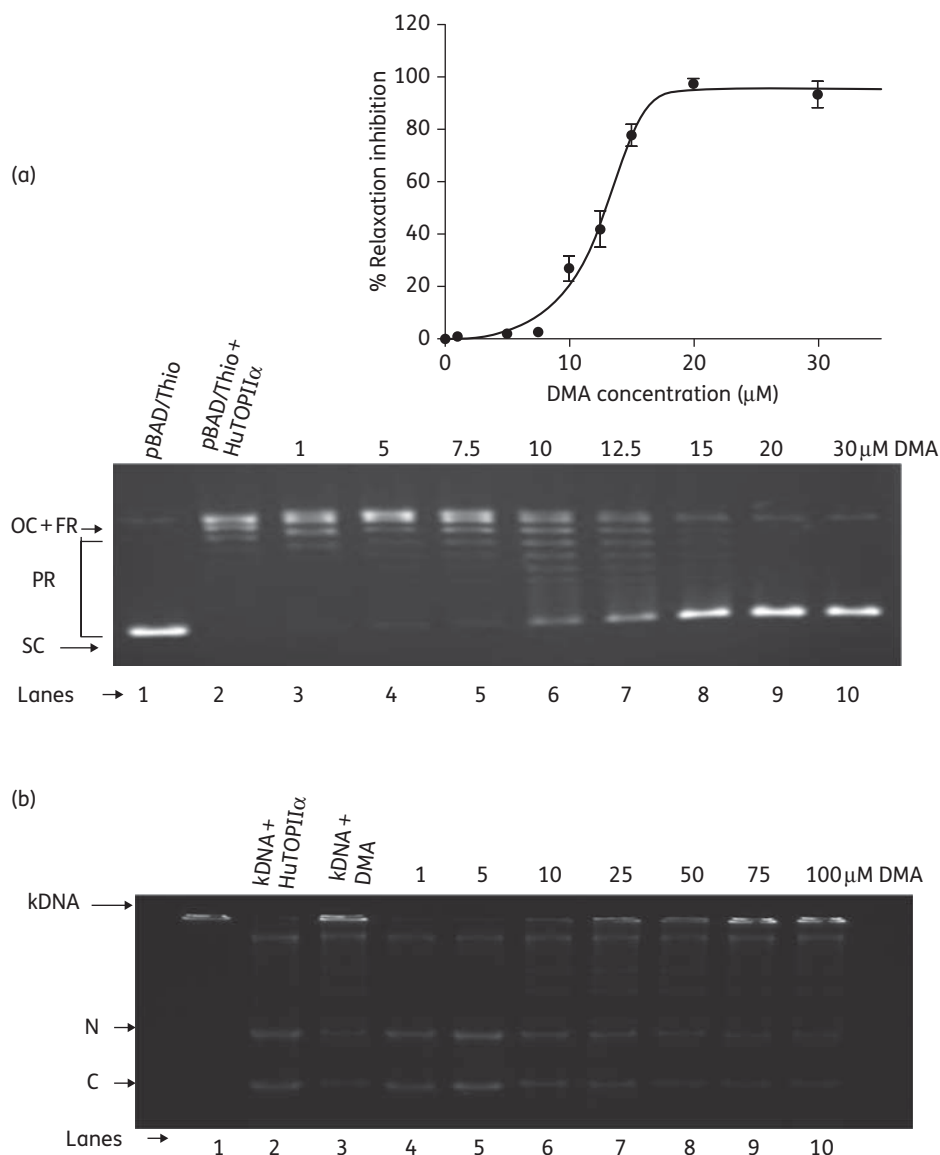 (a)
120
100
80
60
40
20
0
% Relaxation inhibition
0 10 20 30
DMA concentration (µM)
pBAD/Thio
pBAD/Thio+
HuTOPIIα
1 5 7.5 10 12.5 15 20 30 µM DMA
OC+FR
PR
SC
Lanes 1 2 3 4 5 6 7 8 9 10
(b)
kDNA+
HuTOPIIα
kDNA+
DMA
1 5 10 25 50 75 100 µM DMA
kDNA
N
C
Lanes 1 2 3 4 5 6 7 8 9 10